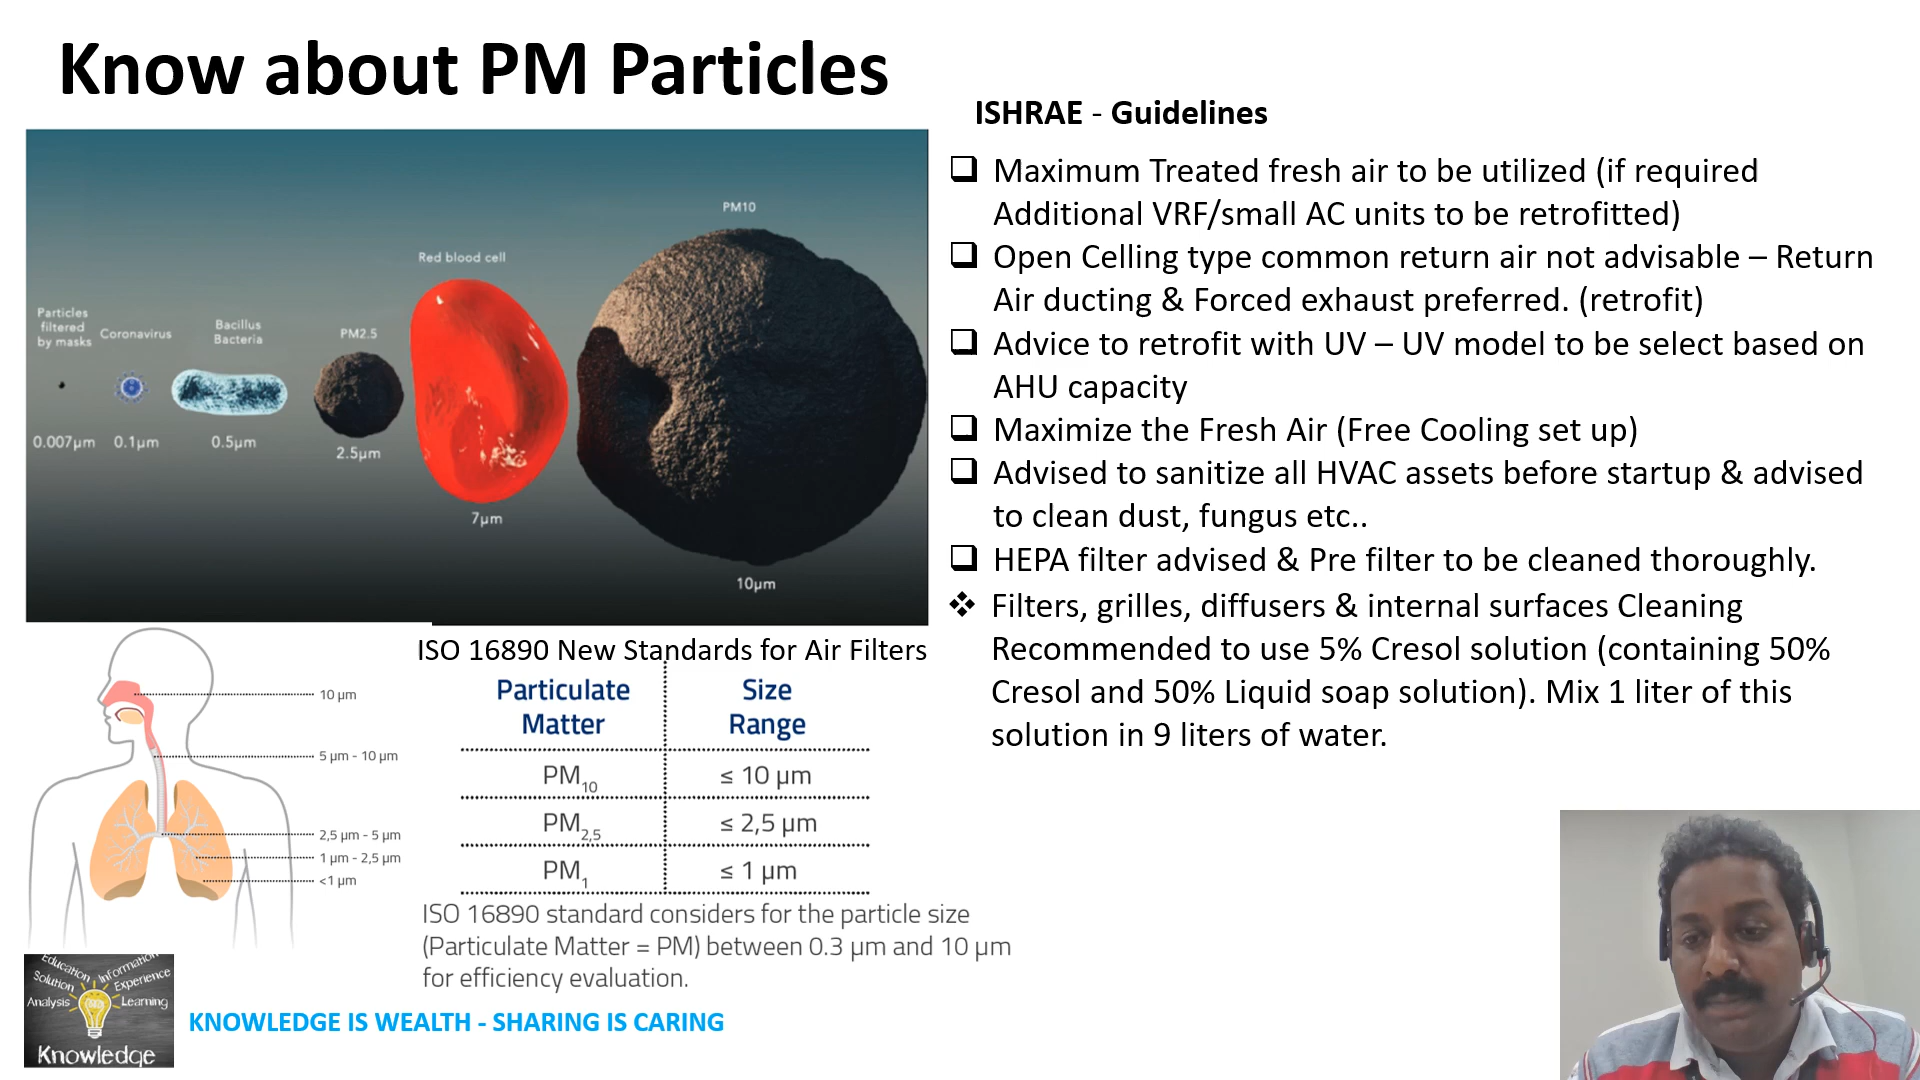 Know about PM Particles
PM10
Red blood cell
Particles
filtered
by masks
Coronavirus
Bacillus
Bacteria
PM2.5
0.007µm
0.1µm
0.5µm
2.5µm
7µm
10µm
ISHRAE - Guidelines
❑ Maximum Treated fresh air to be utilized (if required
Additional VRF/small AC units to be retrofitted)
❑ Open Celling type common return air not advisable – Return
Air ducting & Forced exhaust preferred. (retrofit)
❑ Advice to retrofit with UV – UV model to be select based on
AHU capacity
❑ Maximize the Fresh Air (Free Cooling set up)
❑ Advised to sanitize all HVAC assets before startup & advised
to clean dust, fungus etc..
❑ HEPA filter advised & Pre filter to be cleaned thoroughly.
❖ Filters, grilles, diffusers & internal surfaces Cleaning
Recommended to use 5% Cresol solution (containing 50%
Cresol and 50% Liquid soap solution). Mix 1 liter of this
solution in 9 liters of water.
10 µm
5 µm - 10 µm
2,5 µm - 5 µm
1 µm - 2,5 µm
<1 µm
ISO 16890 New Standards for Air Filters
Particulate Matter Size Range
PM10 ≤ 10 µm
PM2,5 ≤ 2,5 µm
PM1 ≤ 1 µm
ISO 16890 standard considers for the particle size
(Particulate Matter = PM) between 0.3 µm and 10 µm
for efficiency evaluation.
Education
Information
Solution
Experience
Analysis
Learning
Knowledge
KNOWLEDGE IS WEALTH - SHARING IS CARING